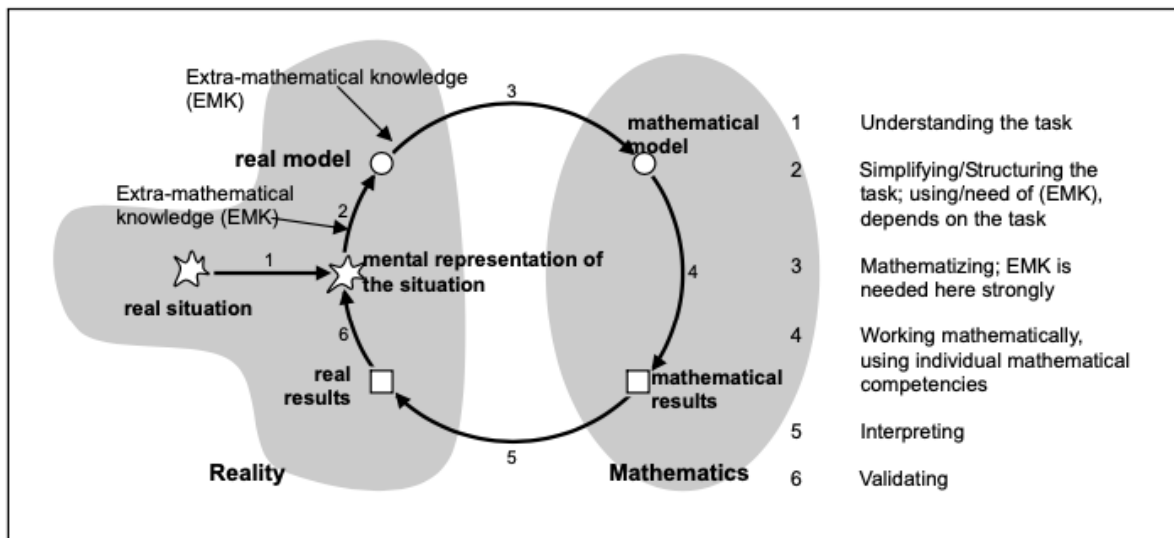 Extra-mathematical knowledge
(EMK)
3
mathematical
model
real model
Extra-mathematical
knowledge (EMK)
2
1
mental representation of
the situation
real situation
4
6
real
results
mathematical
results
5
Reality
Mathematics
1 Understanding the task
2 Simplifying/Structuring the
task; using/need of (EMK),
depends on the task
3 Mathematizing; EMK is
needed here strongly
4 Working mathematically,
using individual mathematical
competencies
5 Interpreting
6 Validating